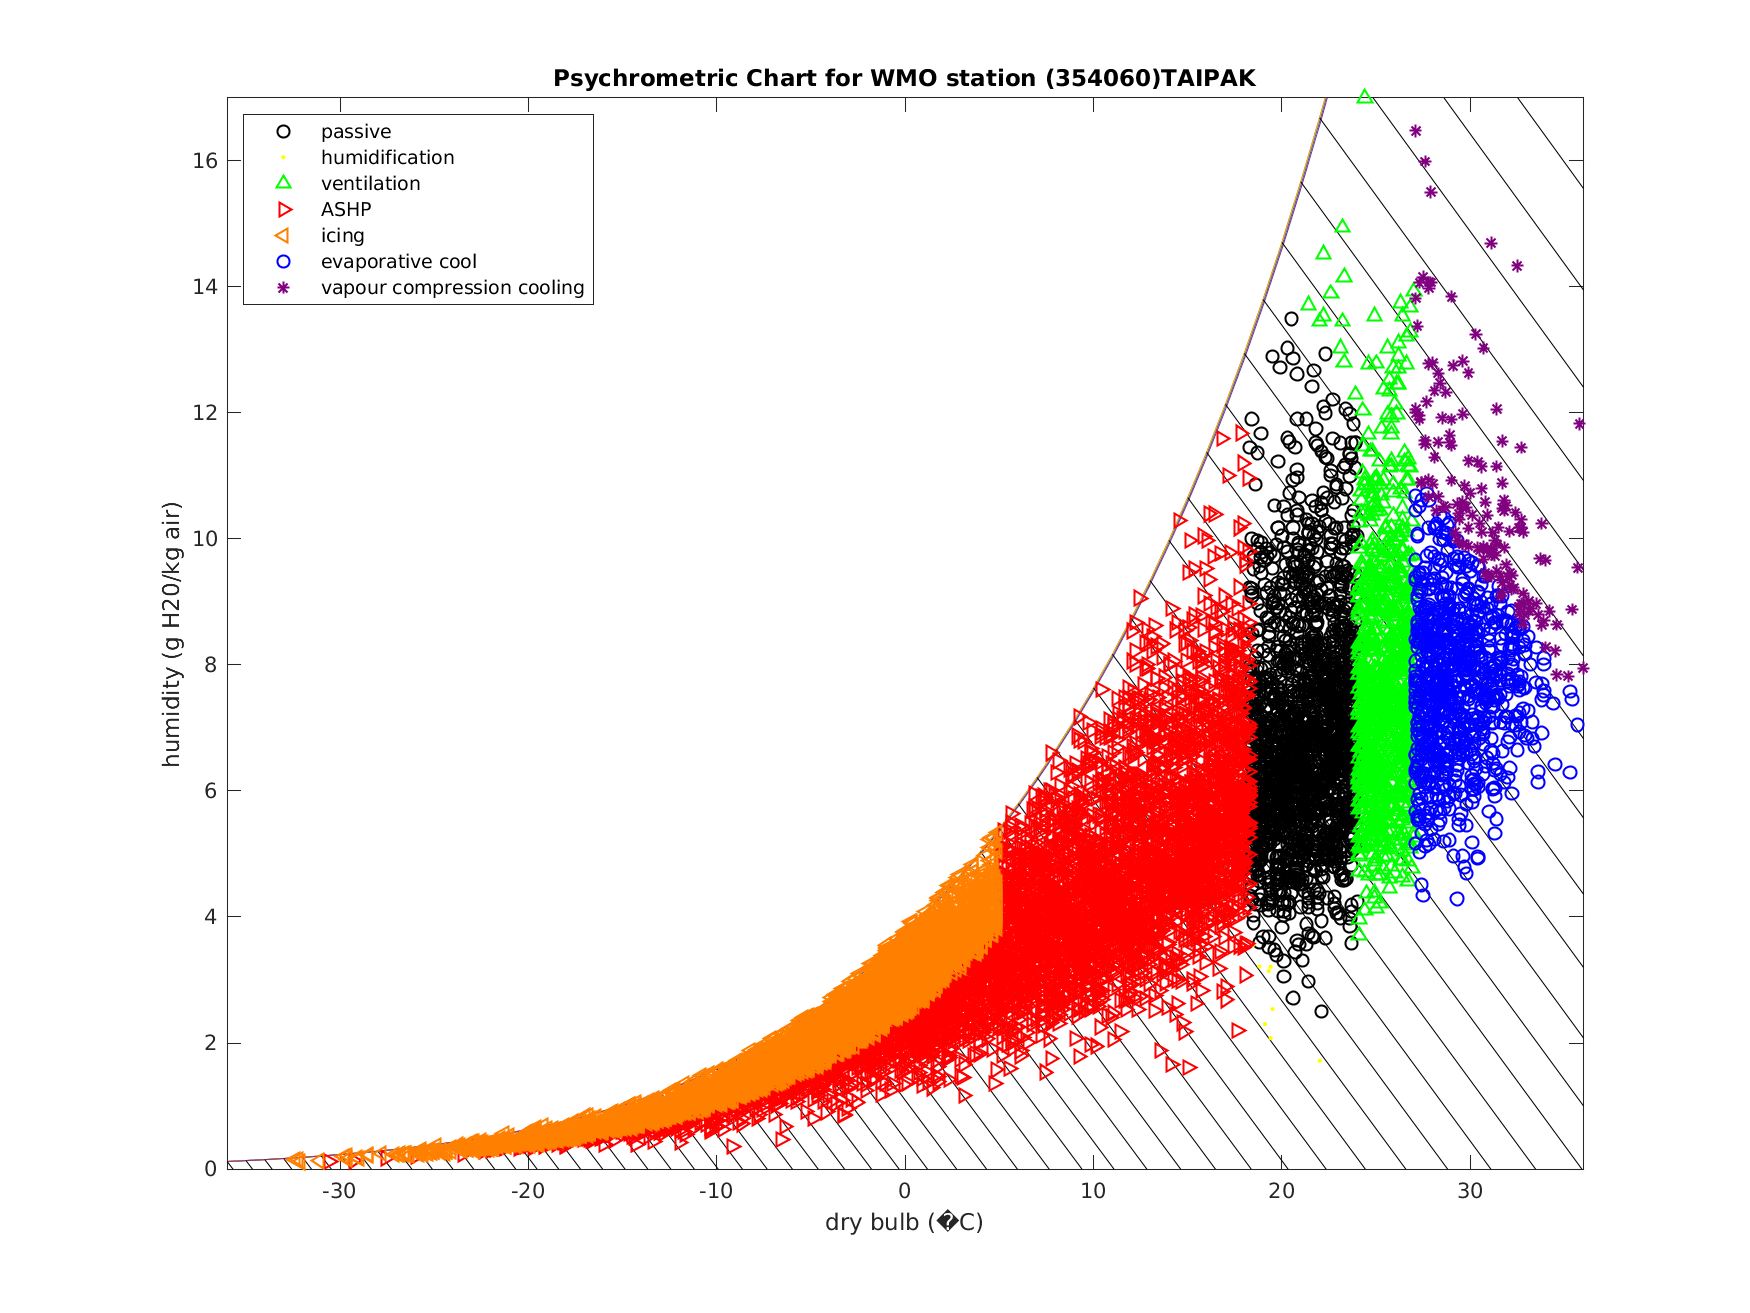 Psychrometric Chart for WMO station (354060)TAIPAK
passive
humidification
ventilation
ASHP
icing
evaporative cool
vapour compression cooling
humidity (g H20/kg air)
16
14
12
10
8
6
4
2
0
-30 -20 -10 0 10 20 30
dry bulb (�C)